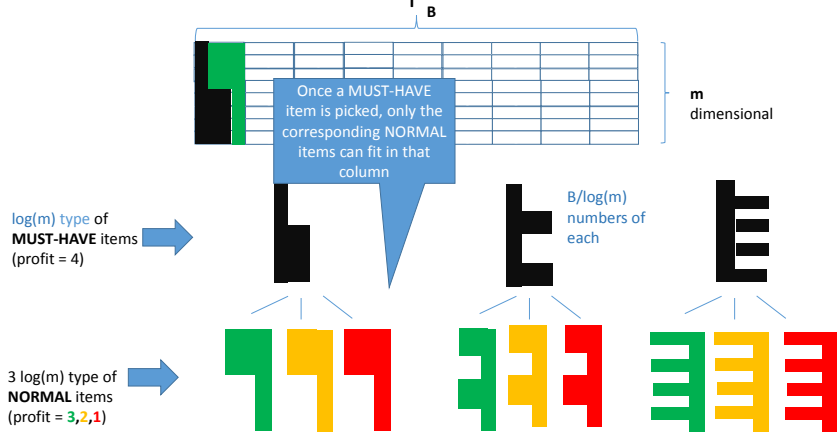 B
Once a MUST-HAVE
item is picked, only the
corresponding NORMAL
items can fit in that
column
m
dimensional
log(m) type of
MUST-HAVE items
(profit = 4)
B/log(m)
numbers of
each
3 log(m) type of
NORMAL items
(profit = 3,2,1)